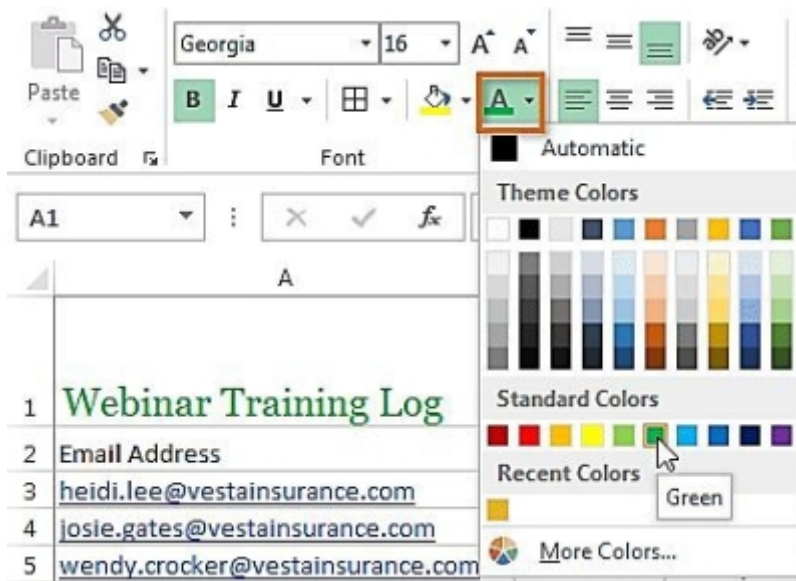 Georgia 16 A A
Paste
B I U A
Clipboard Font
Automatic
Theme Colors
A1 fx
A
1 Webinar Training Log
Standard Colors
2 Email Address
3 heidi.lee@vestainsurance.com
Recent Colors
Green
4 josie.gates@vestainsurance.com
5 wendy.crocker@vestainsurance.com
More Colors...